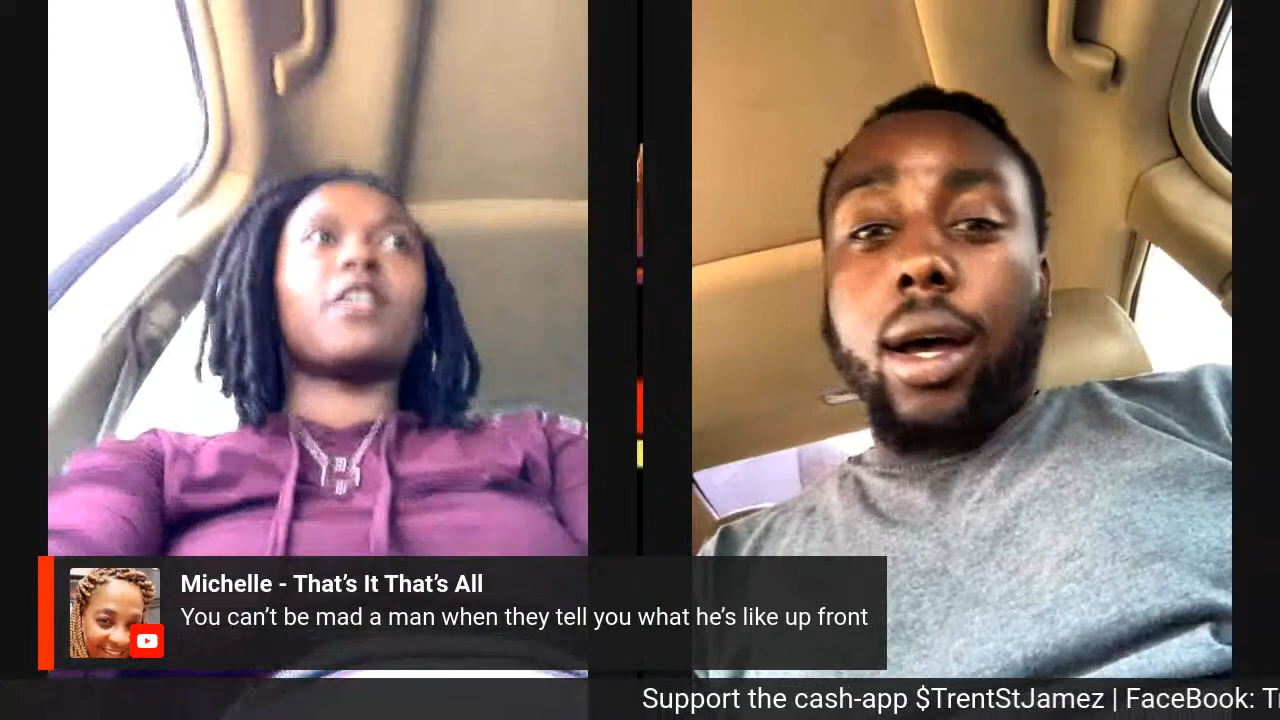 Michelle - That’s It That’s All
You can’t be mad a man when they tell you what he’s like up front
Support the cash-app $TrentStJamez | FaceBook: T